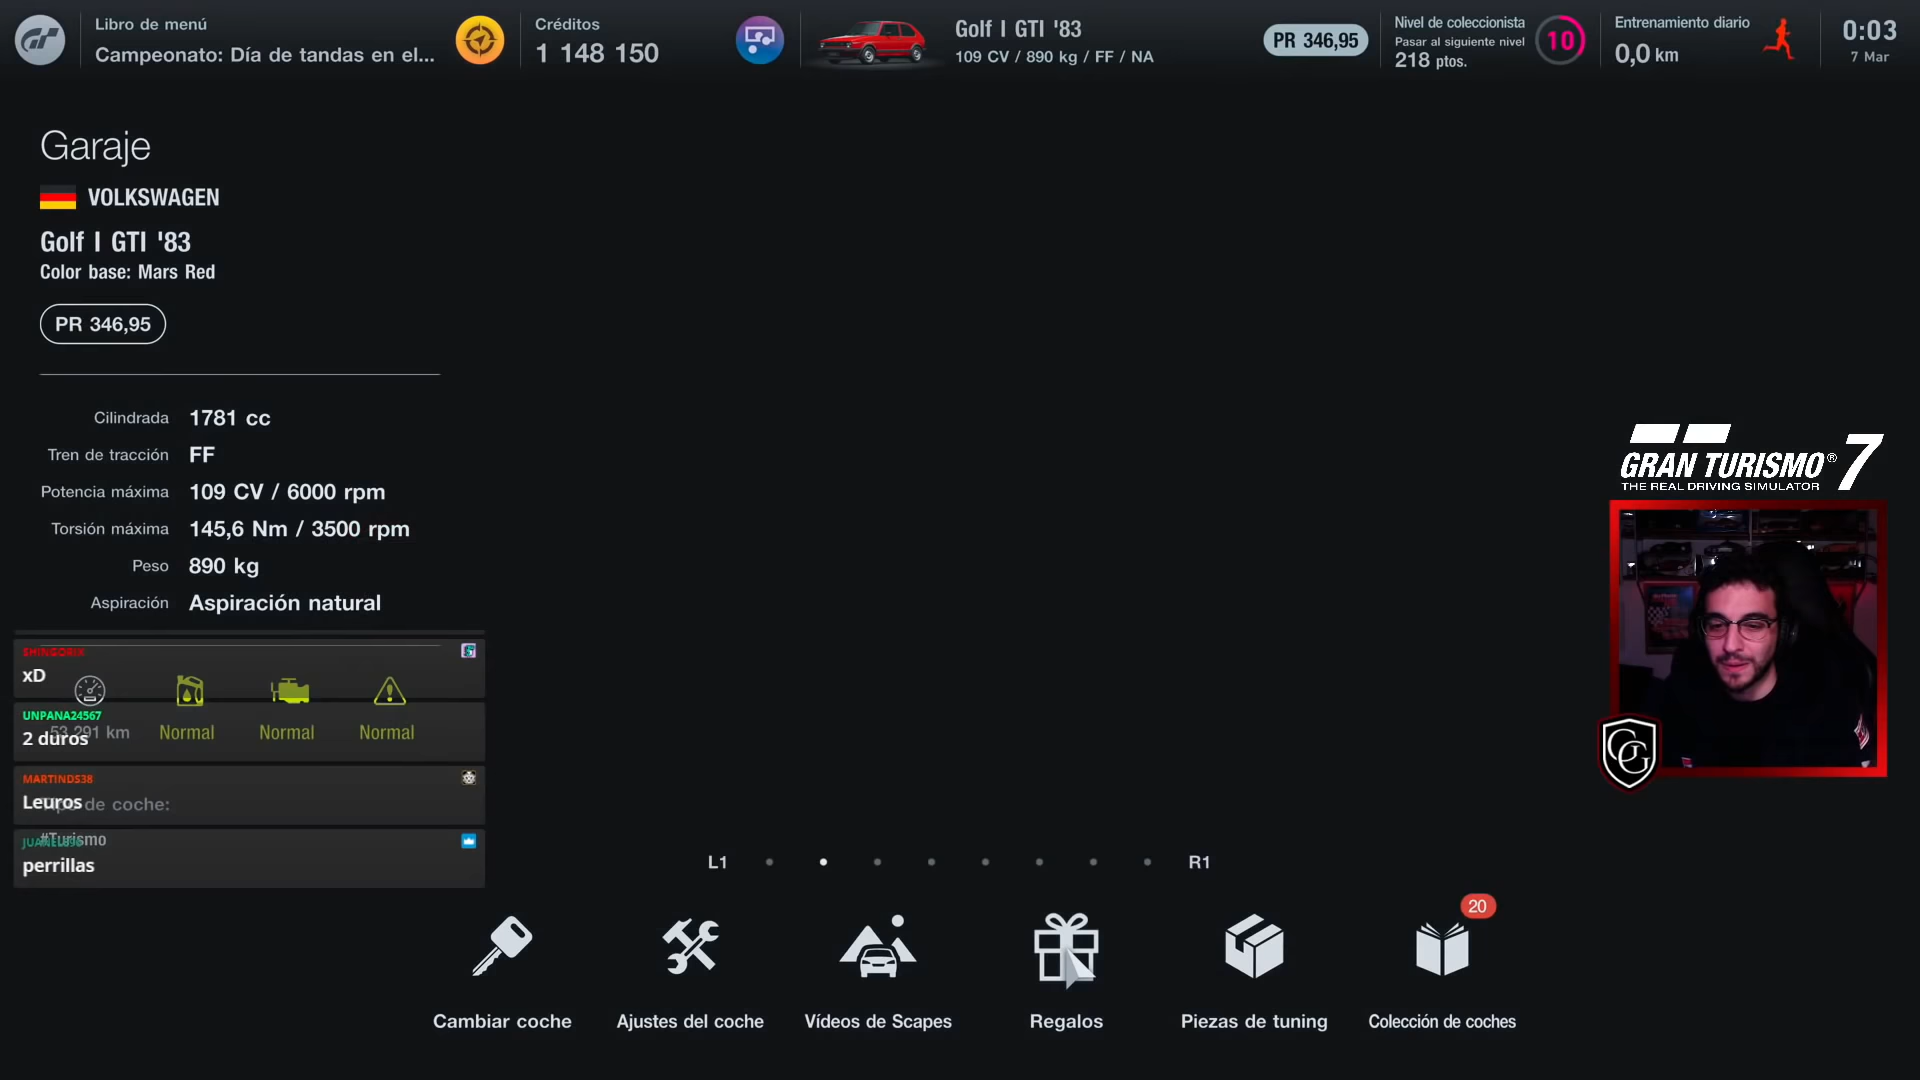 Libro de menú
Campeonato: Día de tandas en el...
Créditos
1 148 150
Golf I GTI '83
109 CV / 890 kg / FF / NA
PR 346,95
Nivel de coleccionista
Pasar al siguiente nivel
218 ptos.
10
Entrenamiento diario
0,0 km
0:03
7 Mar
Garaje
VOLKSWAGEN
Golf I GTI '83
Color base: Mars Red
PR 346,95
Cilindrada 1781 cc
Tren de tracción FF
Potencia máxima 109 CV / 6000 rpm
Torsión máxima 145,6 Nm / 3500 rpm
Peso 890 kg
Aspiración Aspiración natural
xD
UNPANA24567
53,291 km Normal Normal Normal
2 duros
MARTINDS38
Leuros
de coche:
#Turismo
perrillas
GRAN TURISMO® 7
THE REAL DRIVING SIMULATOR
CG
L1 R1
20
Cambiar coche
Ajustes del coche
Vídeos de Scapes
Regalos
Piezas de tuning
Colección de coches